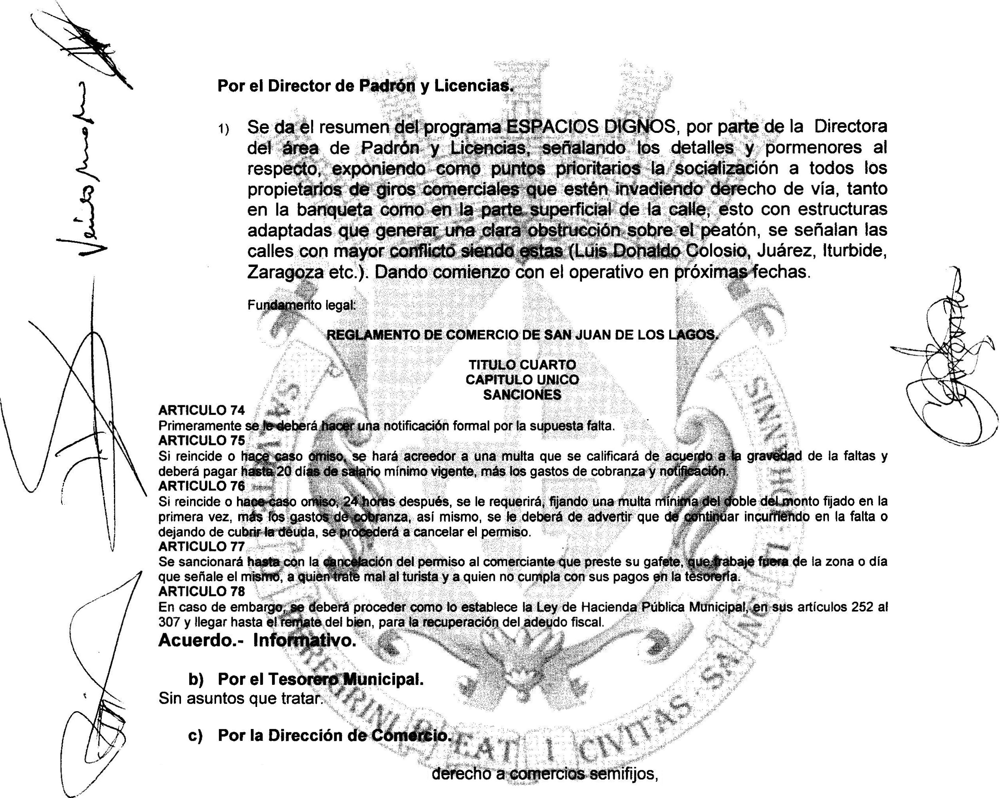 Por el Director de Padrón y Licencias.
1) Se da el resumen del programa ESPACIOS DIGNOS, por parte de la Directora
del área de Padrón y Licencias, señalando los detalles y pormenores al
respecto, exponiendo como puntos prioritarios la socialización a todos los
propietarios de giros comerciales que estén invadiendo derecho de vía, tanto
en la banqueta como en la parte superficial de la calle, esto con estructuras
adaptadas que generar una clara obstrucción sobre el peatón, se señalan las
calles con mayor conflicto siendo estas (Luis Donaldo Colosio, Juárez, Iturbide,
Zaragoza etc.). Dando comienzo con el operativo en próximas fechas.
Fundamento legal:
REGLAMENTO DE COMERCIO DE SAN JUAN DE LOS LAGOS.
TITULO CUARTO
CAPITULO UNICO
SANCIONES
ARTICULO 74
Primeramente se le deberá hacer una notificación formal por la supuesta falta.
ARTICULO 75
Si reincide o hace caso omiso, se hará acreedor a una multa que se calificará de acuerdo a la gravedad de la faltas y
deberá pagar hasta 20 días de salario mínimo vigente, más los gastos de cobranza y notificación.
ARTICULO 76
Si reincide o hace caso omiso, 24 horas después, se le requerirá, fijando una multa mínima del doble del monto fijado en la
primera vez, más los gastos de cobranza, así mismo, se le deberá de advertir que de continuar incurriendo en la falta o
dejando de cubrir la deuda, se procederá a cancelar el permiso.
ARTICULO 77
Se sancionará hasta con la cancelación del permiso al comerciante que preste su gafete, que trabaje fuera de la zona o día
que señale el mismo, a quien trate mal al turista y a quien no cumpla con sus pagos en la tesorería.
ARTICULO 78
En caso de embargo, se deberá proceder como lo establece la Ley de Hacienda Pública Municipal, en sus artículos 252 al
307 y llegar hasta el remate del bien, para la recuperación del adeudo fiscal.
Acuerdo.- Informativo.
b) Por el Tesorero Municipal.
Sin asuntos que tratar.
c) Por la Dirección de Comercio.
derecho a comercios semifijos,